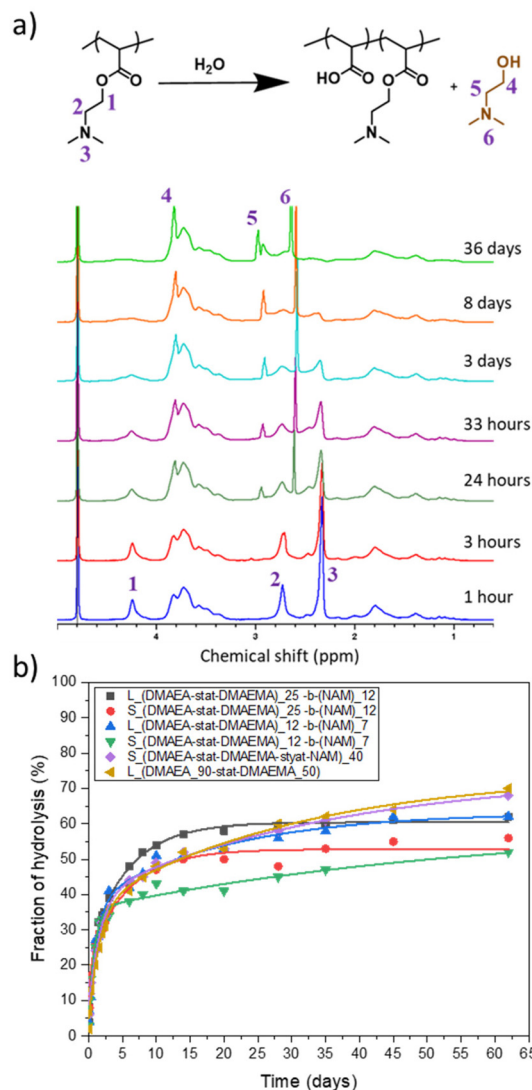 a)
O
O
H₂O
HO
O
O
O
+
OH
1
2
N
3
N
5
4
N
6
4
5
6
36 days
8 days
3 days
33 hours
24 hours
3 hours
1
2
3
1 hour
4
3
2
1
Chemical shift (ppm)
b)
100
90
80
70
60
50
40
30
20
10
0
L_(DMAEA-stat-DMAEMA)_25 -b-(NAM)_12
S_(DMAEA-stat-DMAEMA)_25 -b-(NAM)_12
L_(DMAEA-stat-DMAEMA)_12 -b-(NAM)_7
S_(DMAEA-stat-DMAEMA)_12 -b-(NAM)_7
S_(DMAEA-stat-DMAEMA-styat-NAM)_40
L_(DMAEA_90-stat-DMAEMA_50)
Fraction of hydrolysis (%)
0 5 10 15 20 25 30 35 40 45 50 55 60 65
Time (days)